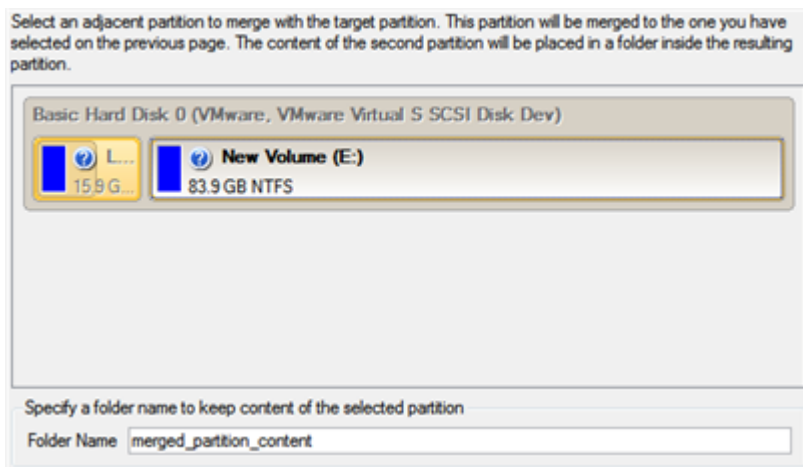 Select an adjacent partition to merge with the target partition. This partition will be merged to the one you have
selected on the previous page. The content of the second partition will be placed in a folder inside the resulting
partition.
Basic Hard Disk 0 (VMware, VMware Virtual S SCSI Disk Dev)
L...
15.9 G...
New Volume (E:)
83.9 GB NTFS
Specify a folder name to keep content of the selected partition
Folder Name merged_partition_content